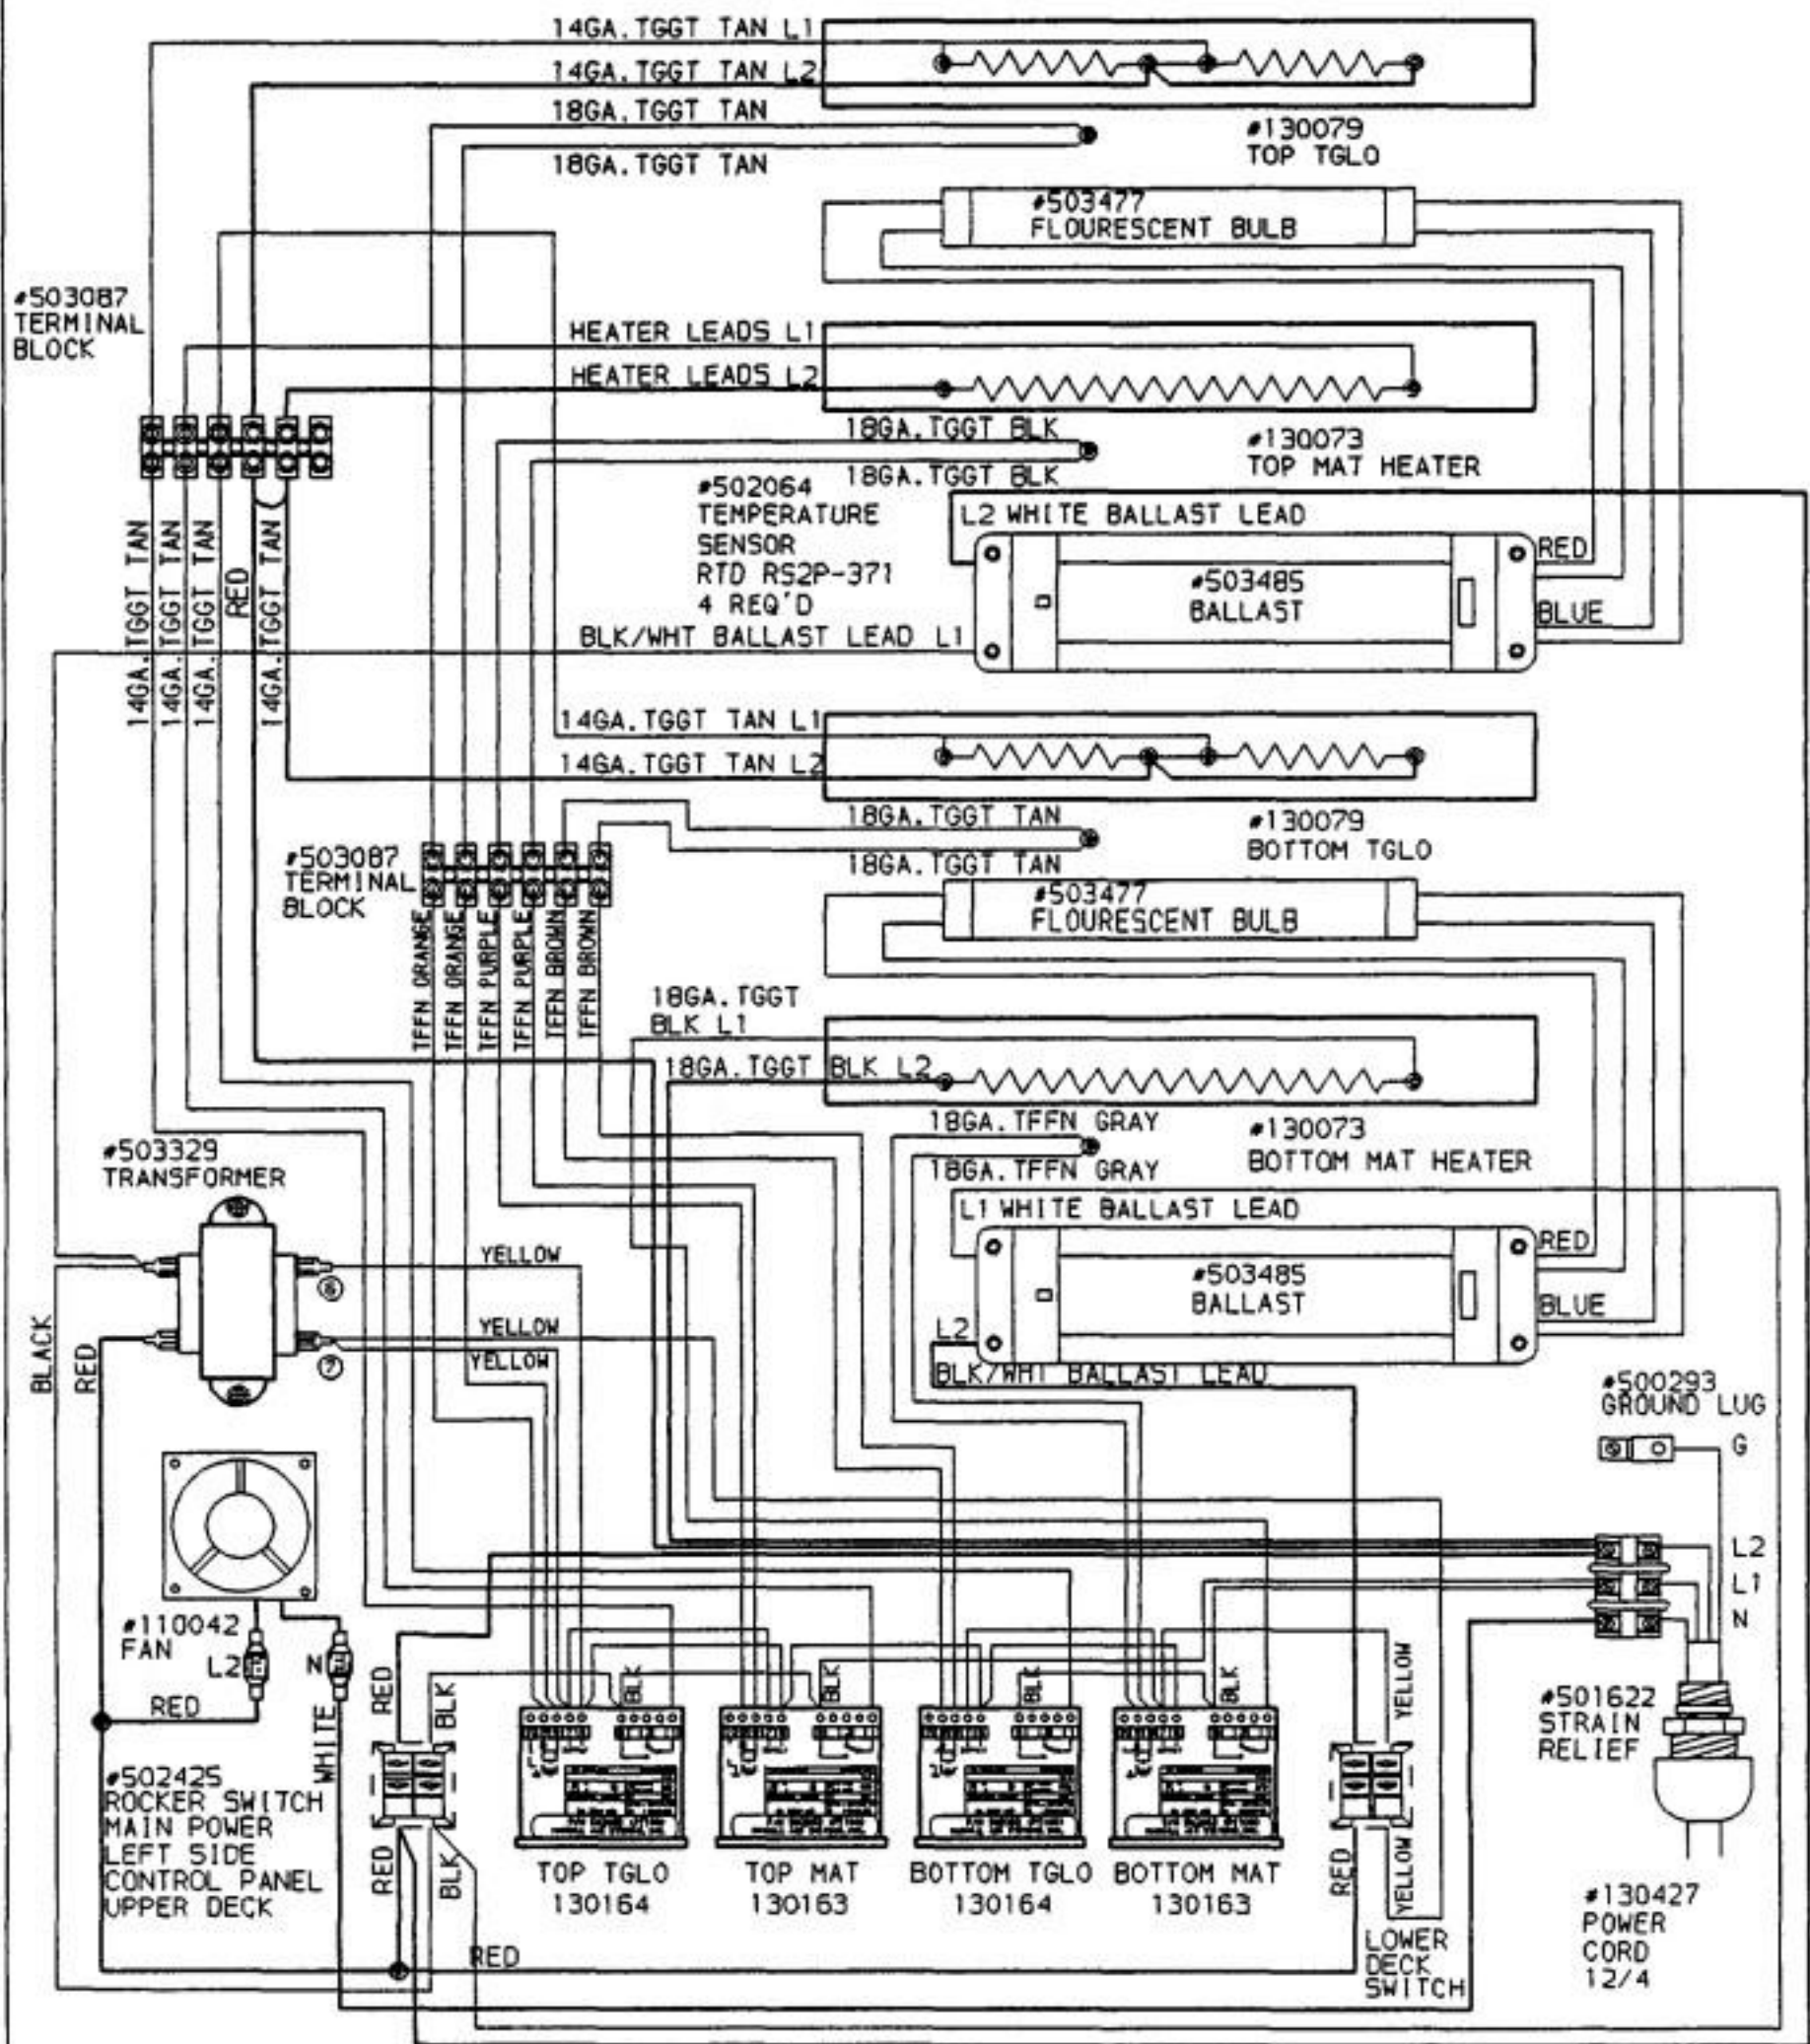 14GA.TGGT TAN L1
14GA.TGGT TAN L2
18GA.TGGT TAN
18GA.TGGT TAN
#130079
TOP TGLO
#503477
FLOURESCENT BULB
#503087
TERMINAL
BLOCK
HEATER LEADS L1
HEATER LEADS L2
18GA.TGGT BLK
18GA.TGGT BLK
#130073
TOP MAT HEATER
#502064
TEMPERATURE
SENSOR
RTD RS2P-371
4 REQ'D
L2 WHITE BALLAST LEAD
RED
#503485
BALLAST
BLUE
BLK/WHT BALLAST LEAD L1
14GA.TGGT TAN
14GA.TGGT TAN
14GA.TGGT TAN
RED
14GA.TGGT TAN
14GA.TGGT TAN L1
14GA.TGGT TAN L2
18GA.TGGT TAN
18GA.TGGT TAN
#130079
BOTTOM TGLO
#503087
TERMINAL
BLOCK
#503477
FLOURESCENT BULB
TFFN ORANGE
TFFN ORANGE
TFFN PURPLE
TFFN PURPLE
TFFN BROWN
TFFN BROWN
18GA.TGGT
BLK L1
18GA.TGGT BLK L2
18GA.TFFN GRAY
18GA.TFFN GRAY
#130073
BOTTOM MAT HEATER
#503329
TRANSFORMER
L1 WHITE BALLAST LEAD
RED
#503485
BALLAST
BLUE
L2
BLK/WHT BALLAST LEAD
YELLOW
6
YELLOW
YELLOW
7
BLACK
RED
#500293
GROUND LUG
G
L2
L1
N
#110042
FAN
L2
N
RED
WHITE
RED
BLK
BLK
BLK
BLK
BLK
YELLOW
#501622
STRAIN
RELIEF
#502425
ROCKER SWITCH
MAIN POWER
LEFT SIDE
CONTROL PANEL
UPPER DECK
RED
BLK
TOP TGLO
130164
TOP MAT
130163
BOTTOM TGLO
130164
BOTTOM MAT
130163
RED
YELLOW
RED
LOWER
DECK
SWITCH
#130427
POWER
CORD
12/4